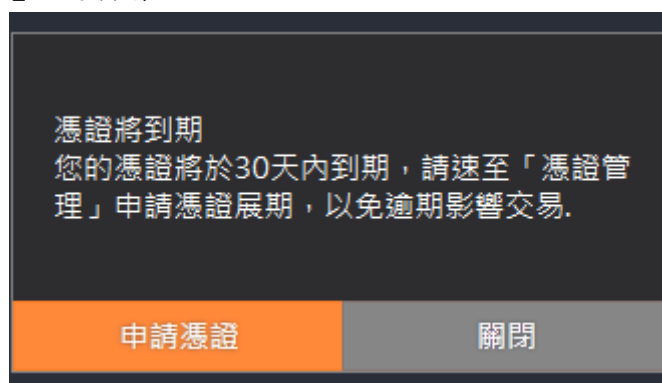 憑證將到期
您的憑證將於30天內到期，請速至「憑證管
理」申請憑證展期，以免逾期影響交易.
申請憑證
關閉